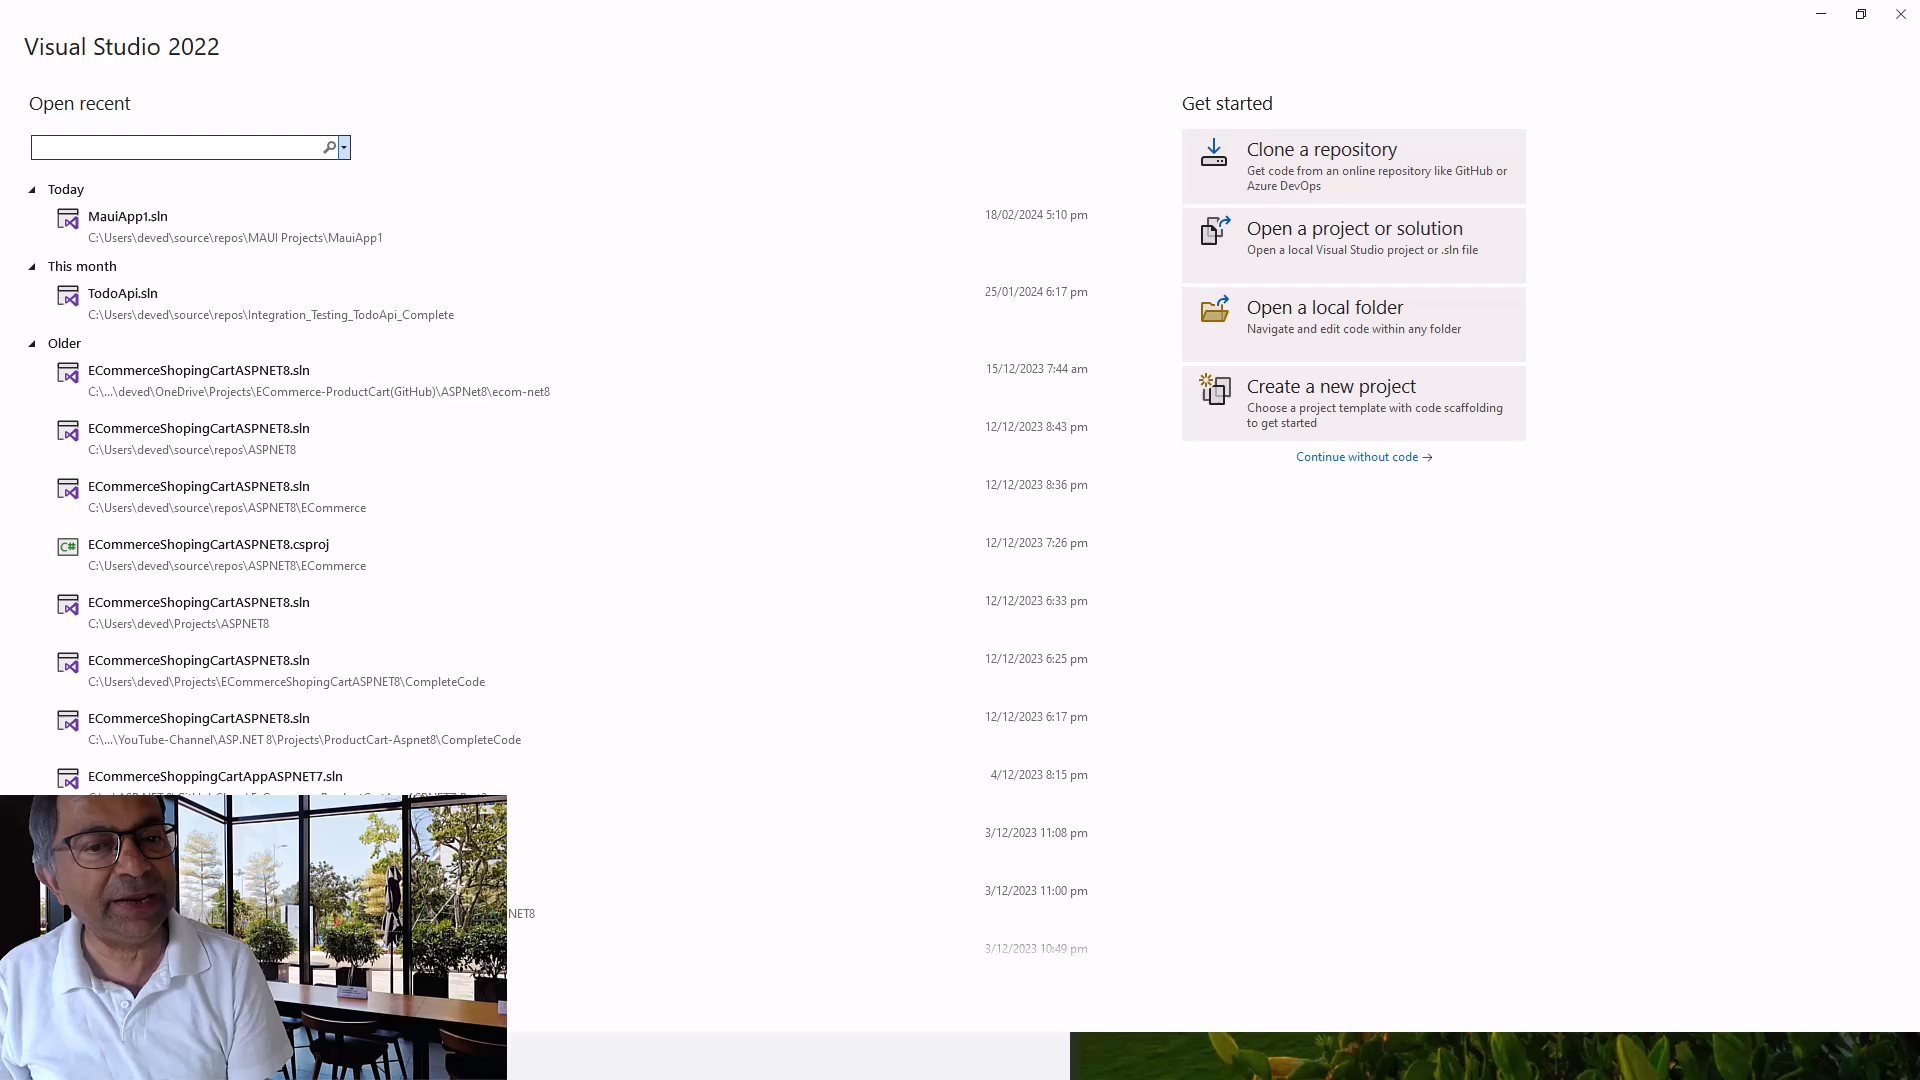 Visual Studio 2022
Open recent
Today
MauiApp1.sln
18/02/2024 5:10 pm
C:\Users\deved\source\repos\MAUI Projects\MauiApp1
This month
TodoApi.sln
25/01/2024 6:17 pm
C:\Users\deved\source\repos\Integration_Testing_TodoApi_Complete
Older
ECommerceShopingCartASPNET8.sln
15/12/2023 7:44 am
C:\...\deved\OneDrive\Projects\ECommerce-ProductCart(GitHub)\ASPNet8\ecom-net8
ECommerceShopingCartASPNET8.sln
12/12/2023 8:43 pm
C:\Users\deved\source\repos\ASPNET8
ECommerceShopingCartASPNET8.sln
12/12/2023 8:36 pm
C:\Users\deved\source\repos\ASPNET8\ECommerce
ECommerceShopingCartASPNET8.csproj
12/12/2023 7:26 pm
C:\Users\deved\source\repos\ASPNET8\ECommerce
ECommerceShopingCartASPNET8.sln
12/12/2023 6:33 pm
C:\Users\deved\Projects\ASPNET8
ECommerceShopingCartASPNET8.sln
12/12/2023 6:25 pm
C:\Users\deved\Projects\ECommerceShopingCartASPNET8\CompleteCode
ECommerceShopingCartASPNET8.sln
12/12/2023 6:17 pm
C:\...\YouTube-Channel\ASP.NET 8\Projects\ProductCart-Aspnet8\CompleteCode
ECommerceShoppingCartAppASPNET7.sln
4/12/2023 8:15 pm
3/12/2023 11:08 pm
3/12/2023 11:00 pm
NET8
3/12/2023 10:49 pm
Get started
Clone a repository
Get code from an online repository like GitHub or
Azure DevOps
Open a project or solution
Open a local Visual Studio project or .sln file
Open a local folder
Navigate and edit code within any folder
Create a new project
Choose a project template with code scaffolding
to get started
Continue without code →